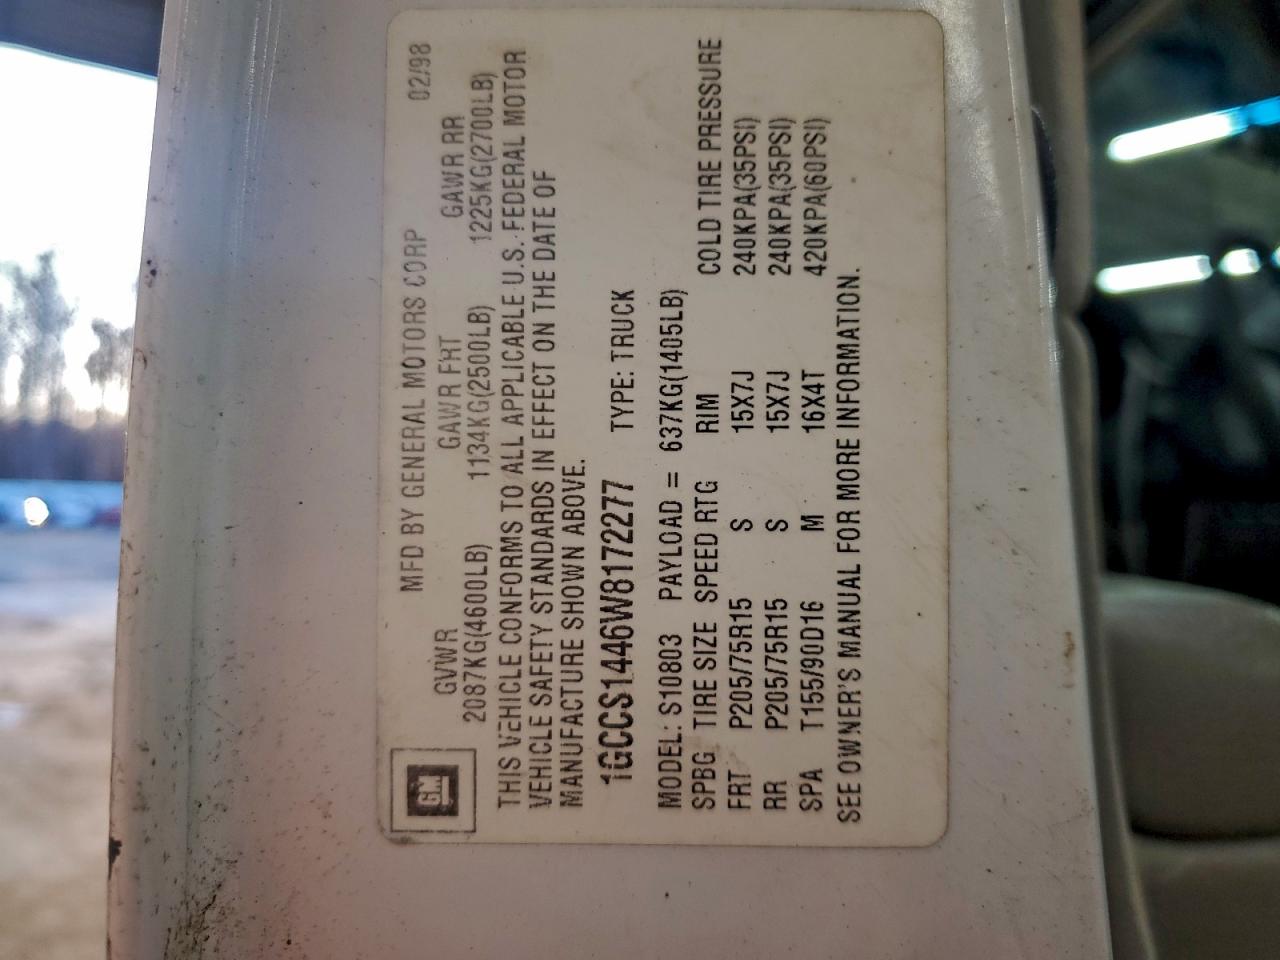 GM
MFD BY GENERAL MOTORS CORP 02/98
GVWR GAWR FRT GAWR RR
2087KG(4600LB) 1134KG(2500LB) 1225KG(2700LB)
THIS VEHICLE CONFORMS TO ALL APPLICABLE U.S. FEDERAL MOTOR
VEHICLE SAFETY STANDARDS IN EFFECT ON THE DATE OF
MANUFACTURE SHOWN ABOVE.
1GCCS1446W8172277 TYPE: TRUCK
MODEL: S10803 PAYLOAD = 637KG(1405LB)
SPBG TIRE SIZE SPEED RTG RIM COLD TIRE PRESSURE
FRT P205/75R15 S 15X7J 240KPA(35PSI)
RR P205/75R15 S 15X7J 240KPA(35PSI)
SPA T155/90D16 M 16X4T 420KPA(60PSI)
SEE OWNER'S MANUAL FOR MORE INFORMATION.